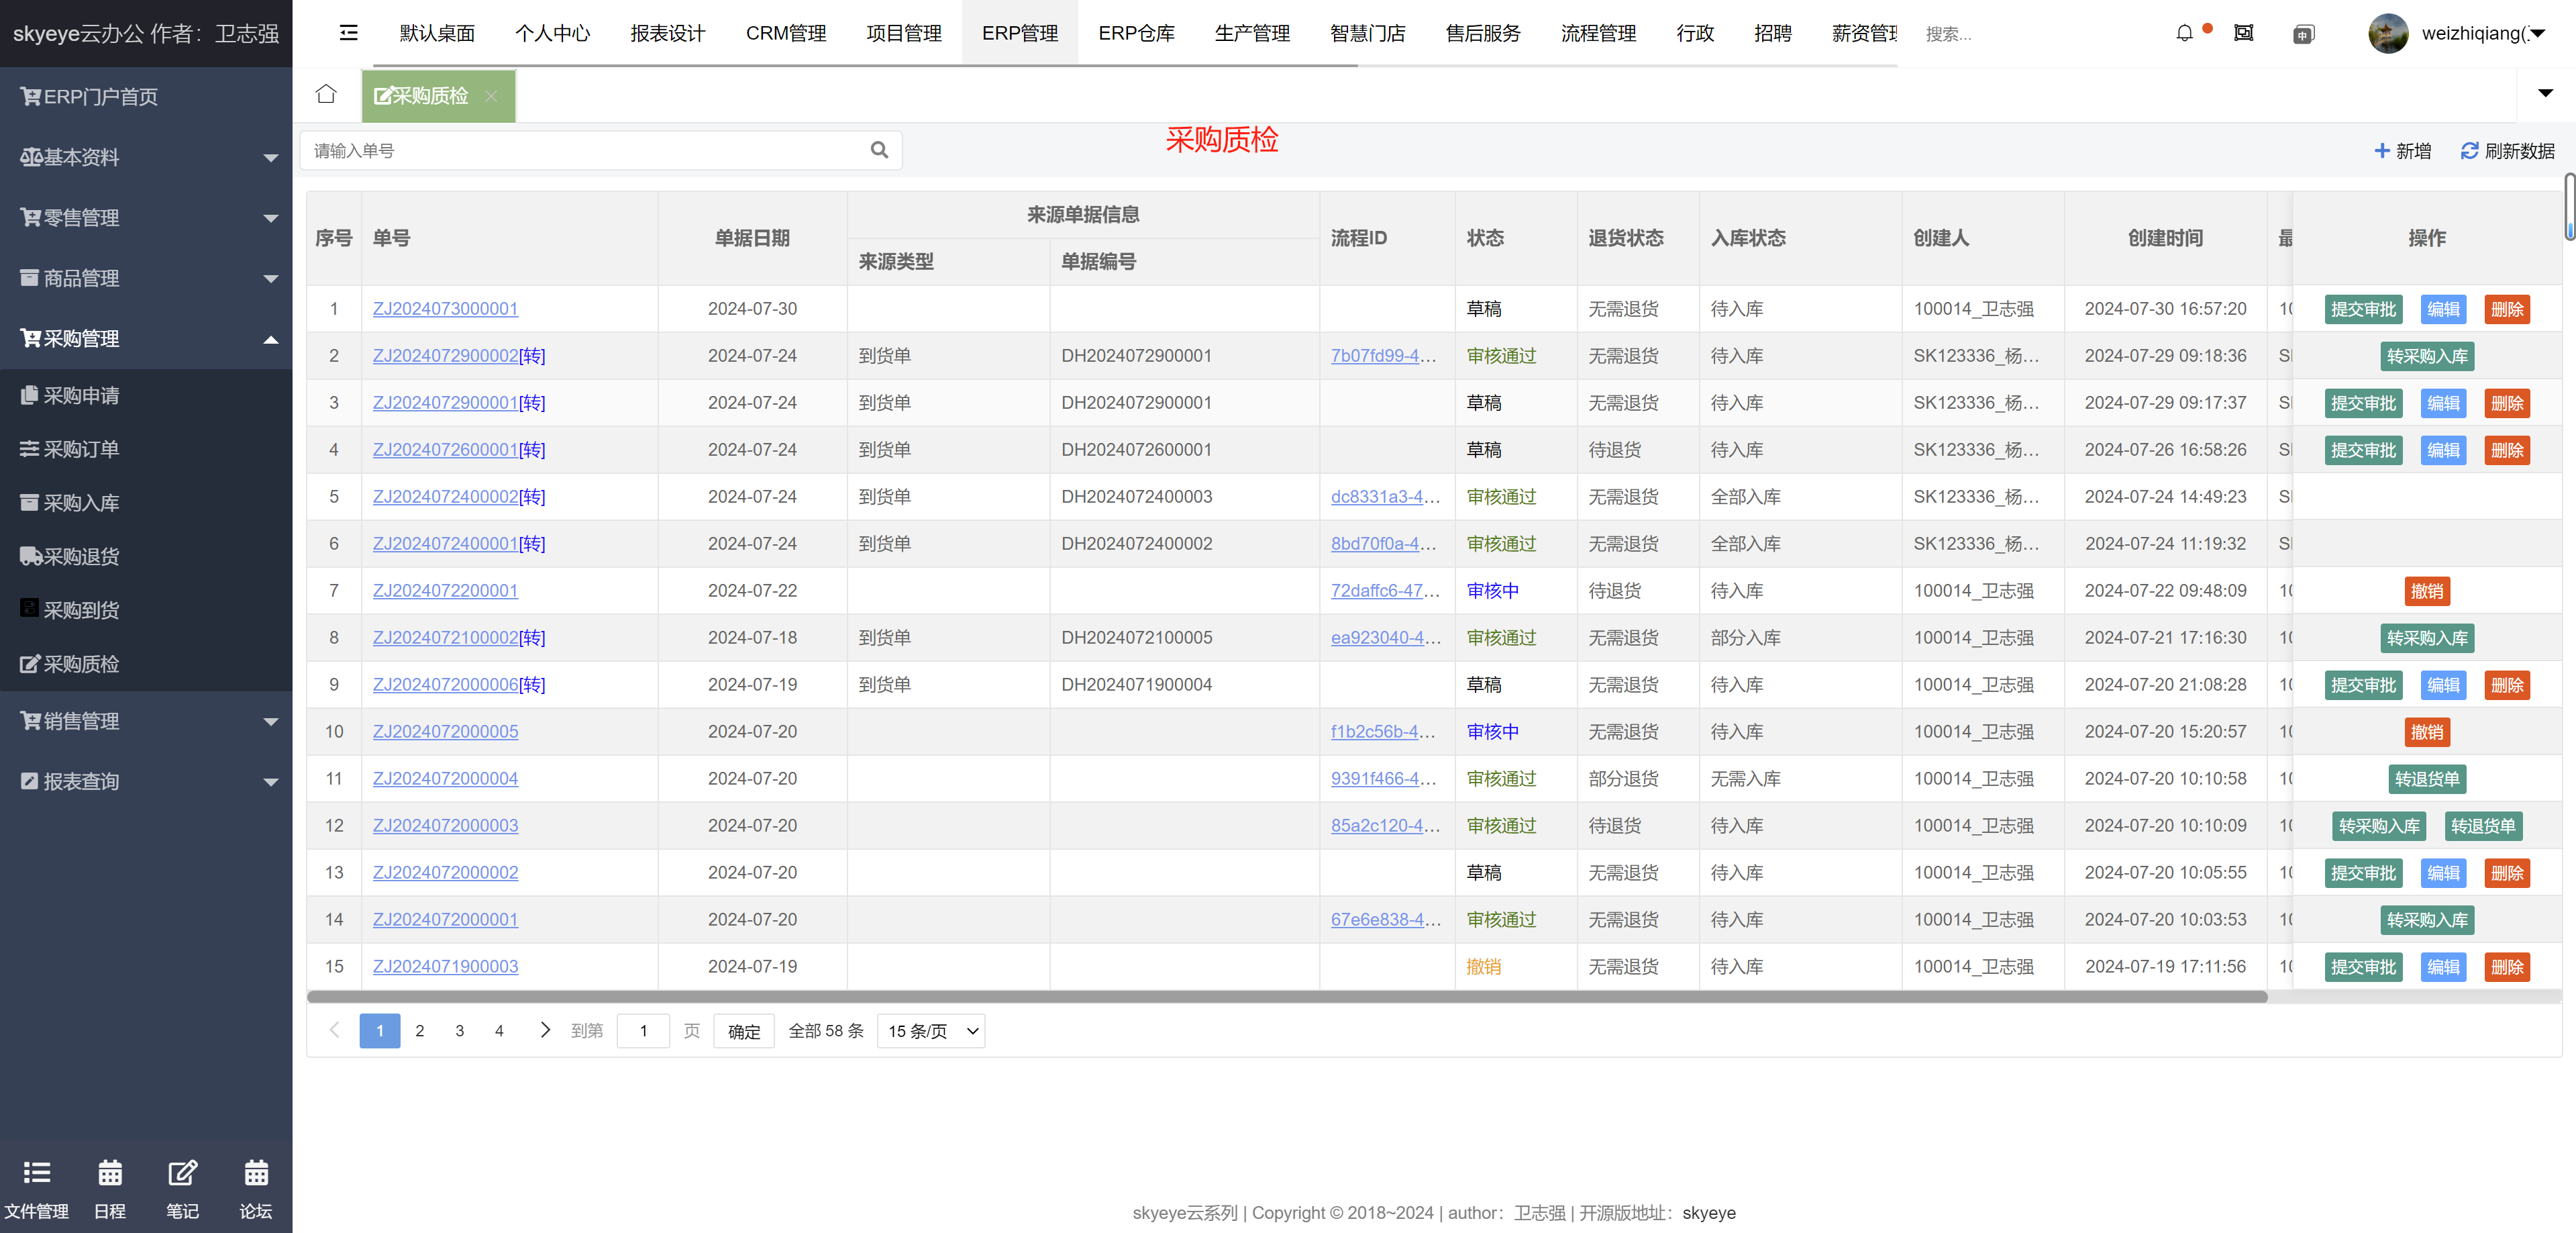 skyeye云办公 作者：卫志强
默认桌面 个人中心 报表设计 CRM管理 项目管理 ERP管理 ERP仓库 生产管理 智慧门店 售后服务 流程管理 行政 招聘 薪资管理 搜索... weizhiqiang(
ERP门户首页
基本资料
零售管理
商品管理
采购管理
采购申请
采购订单
采购入库
采购退货
采购到货
采购质检
销售管理
报表查询
文件管理 日程 笔记 论坛
采购质检
请输入单号
采购质检
新增 刷新数据
序号 单号 单据日期 来源单据信息 流程ID 状态 退货状态 入库状态 创建人 创建时间 操作
来源类型 单据编号
1 ZJ2024073000001 2024-07-30 草稿 无需退货 待入库 100014_卫志强 2024-07-30 16:57:20 10 提交审批 编辑 删除
2 ZJ2024072900002[转] 2024-07-24 到货单 DH2024072900001 7b07fd99-4... 审核通过 无需退货 待入库 SK123336_杨... 2024-07-29 09:18:36 S 转采购入库
3 ZJ2024072900001[转] 2024-07-24 到货单 DH2024072900001 草稿 无需退货 待入库 SK123336_杨... 2024-07-29 09:17:37 S 提交审批 编辑 删除
4 ZJ2024072600001[转] 2024-07-24 到货单 DH2024072600001 草稿 待退货 待入库 SK123336_杨... 2024-07-26 16:58:26 S 提交审批 编辑 删除
5 ZJ2024072400002[转] 2024-07-24 到货单 DH2024072400003 dc8331a3-4... 审核通过 无需退货 全部入库 SK123336_杨... 2024-07-24 14:49:23 S
6 ZJ2024072400001[转] 2024-07-24 到货单 DH2024072400002 8bd70f0a-4... 审核通过 无需退货 全部入库 SK123336_杨... 2024-07-24 11:19:32 S
7 ZJ2024072200001 2024-07-22 72daffc6-47... 审核中 待退货 待入库 100014_卫志强 2024-07-22 09:48:09 10 撤销
8 ZJ2024072100002[转] 2024-07-18 到货单 DH2024072100005 ea923040-4... 审核通过 无需退货 部分入库 100014_卫志强 2024-07-21 17:16:30 10 转采购入库
9 ZJ2024072000006[转] 2024-07-19 到货单 DH2024071900004 草稿 无需退货 待入库 100014_卫志强 2024-07-20 21:08:28 10 提交审批 编辑 删除
10 ZJ2024072000005 2024-07-20 f1b2c56b-4... 审核中 无需退货 待入库 100014_卫志强 2024-07-20 15:20:57 10 撤销
11 ZJ2024072000004 2024-07-20 9391f466-4... 审核通过 部分退货 无需入库 100014_卫志强 2024-07-20 10:10:58 10 转退货单
12 ZJ2024072000003 2024-07-20 85a2c120-4... 审核通过 待退货 待入库 100014_卫志强 2024-07-20 10:10:09 10 转采购入库 转退货单
13 ZJ2024072000002 2024-07-20 草稿 无需退货 待入库 100014_卫志强 2024-07-20 10:05:55 10 提交审批 编辑 删除
14 ZJ2024072000001 2024-07-20 67e6e838-4... 审核通过 无需退货 待入库 100014_卫志强 2024-07-20 10:03:53 10 转采购入库
15 ZJ2024071900003 2024-07-19 撤销 无需退货 待入库 100014_卫志强 2024-07-19 17:11:56 10 提交审批 编辑 删除
1 2 3 4 到第 1 页 确定 全部 58 条 15 条/页
skyeye云系列 | Copyright © 2018~2024 | author：卫志强 | 开源版地址：skyeye